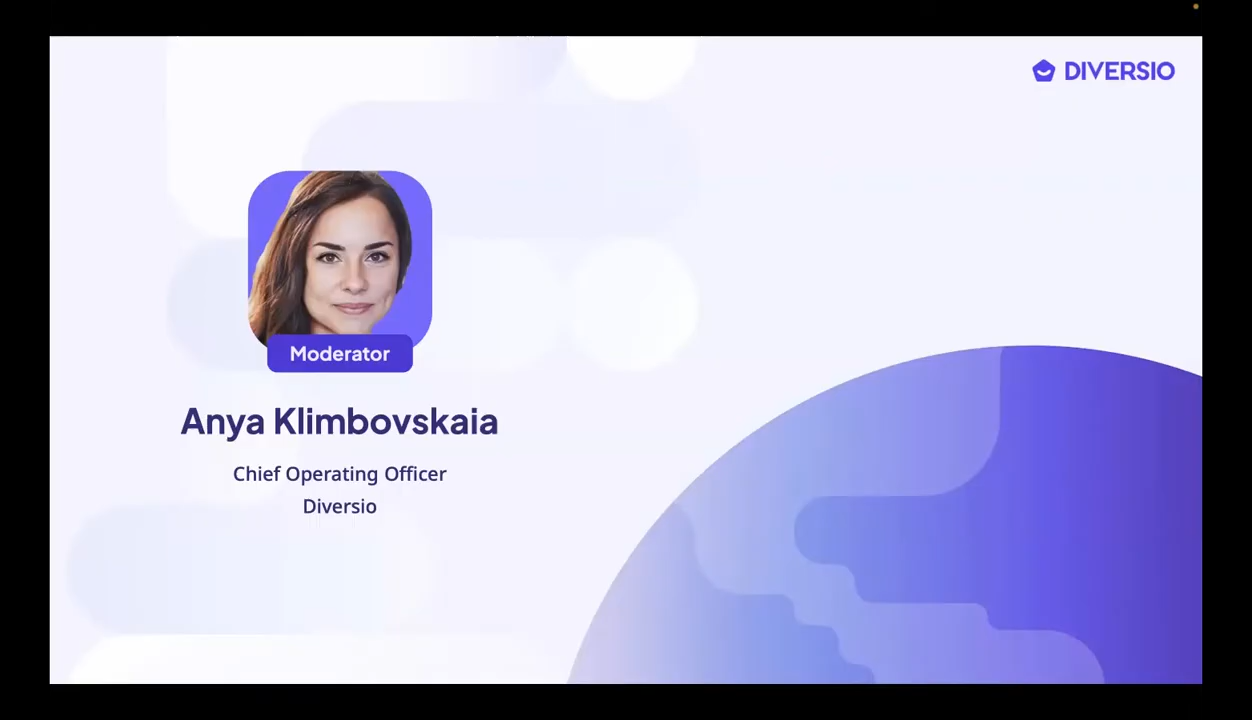 DIVERSIO
Moderator
Anya Klimbovskaia
Chief Operating Officer
Diversio